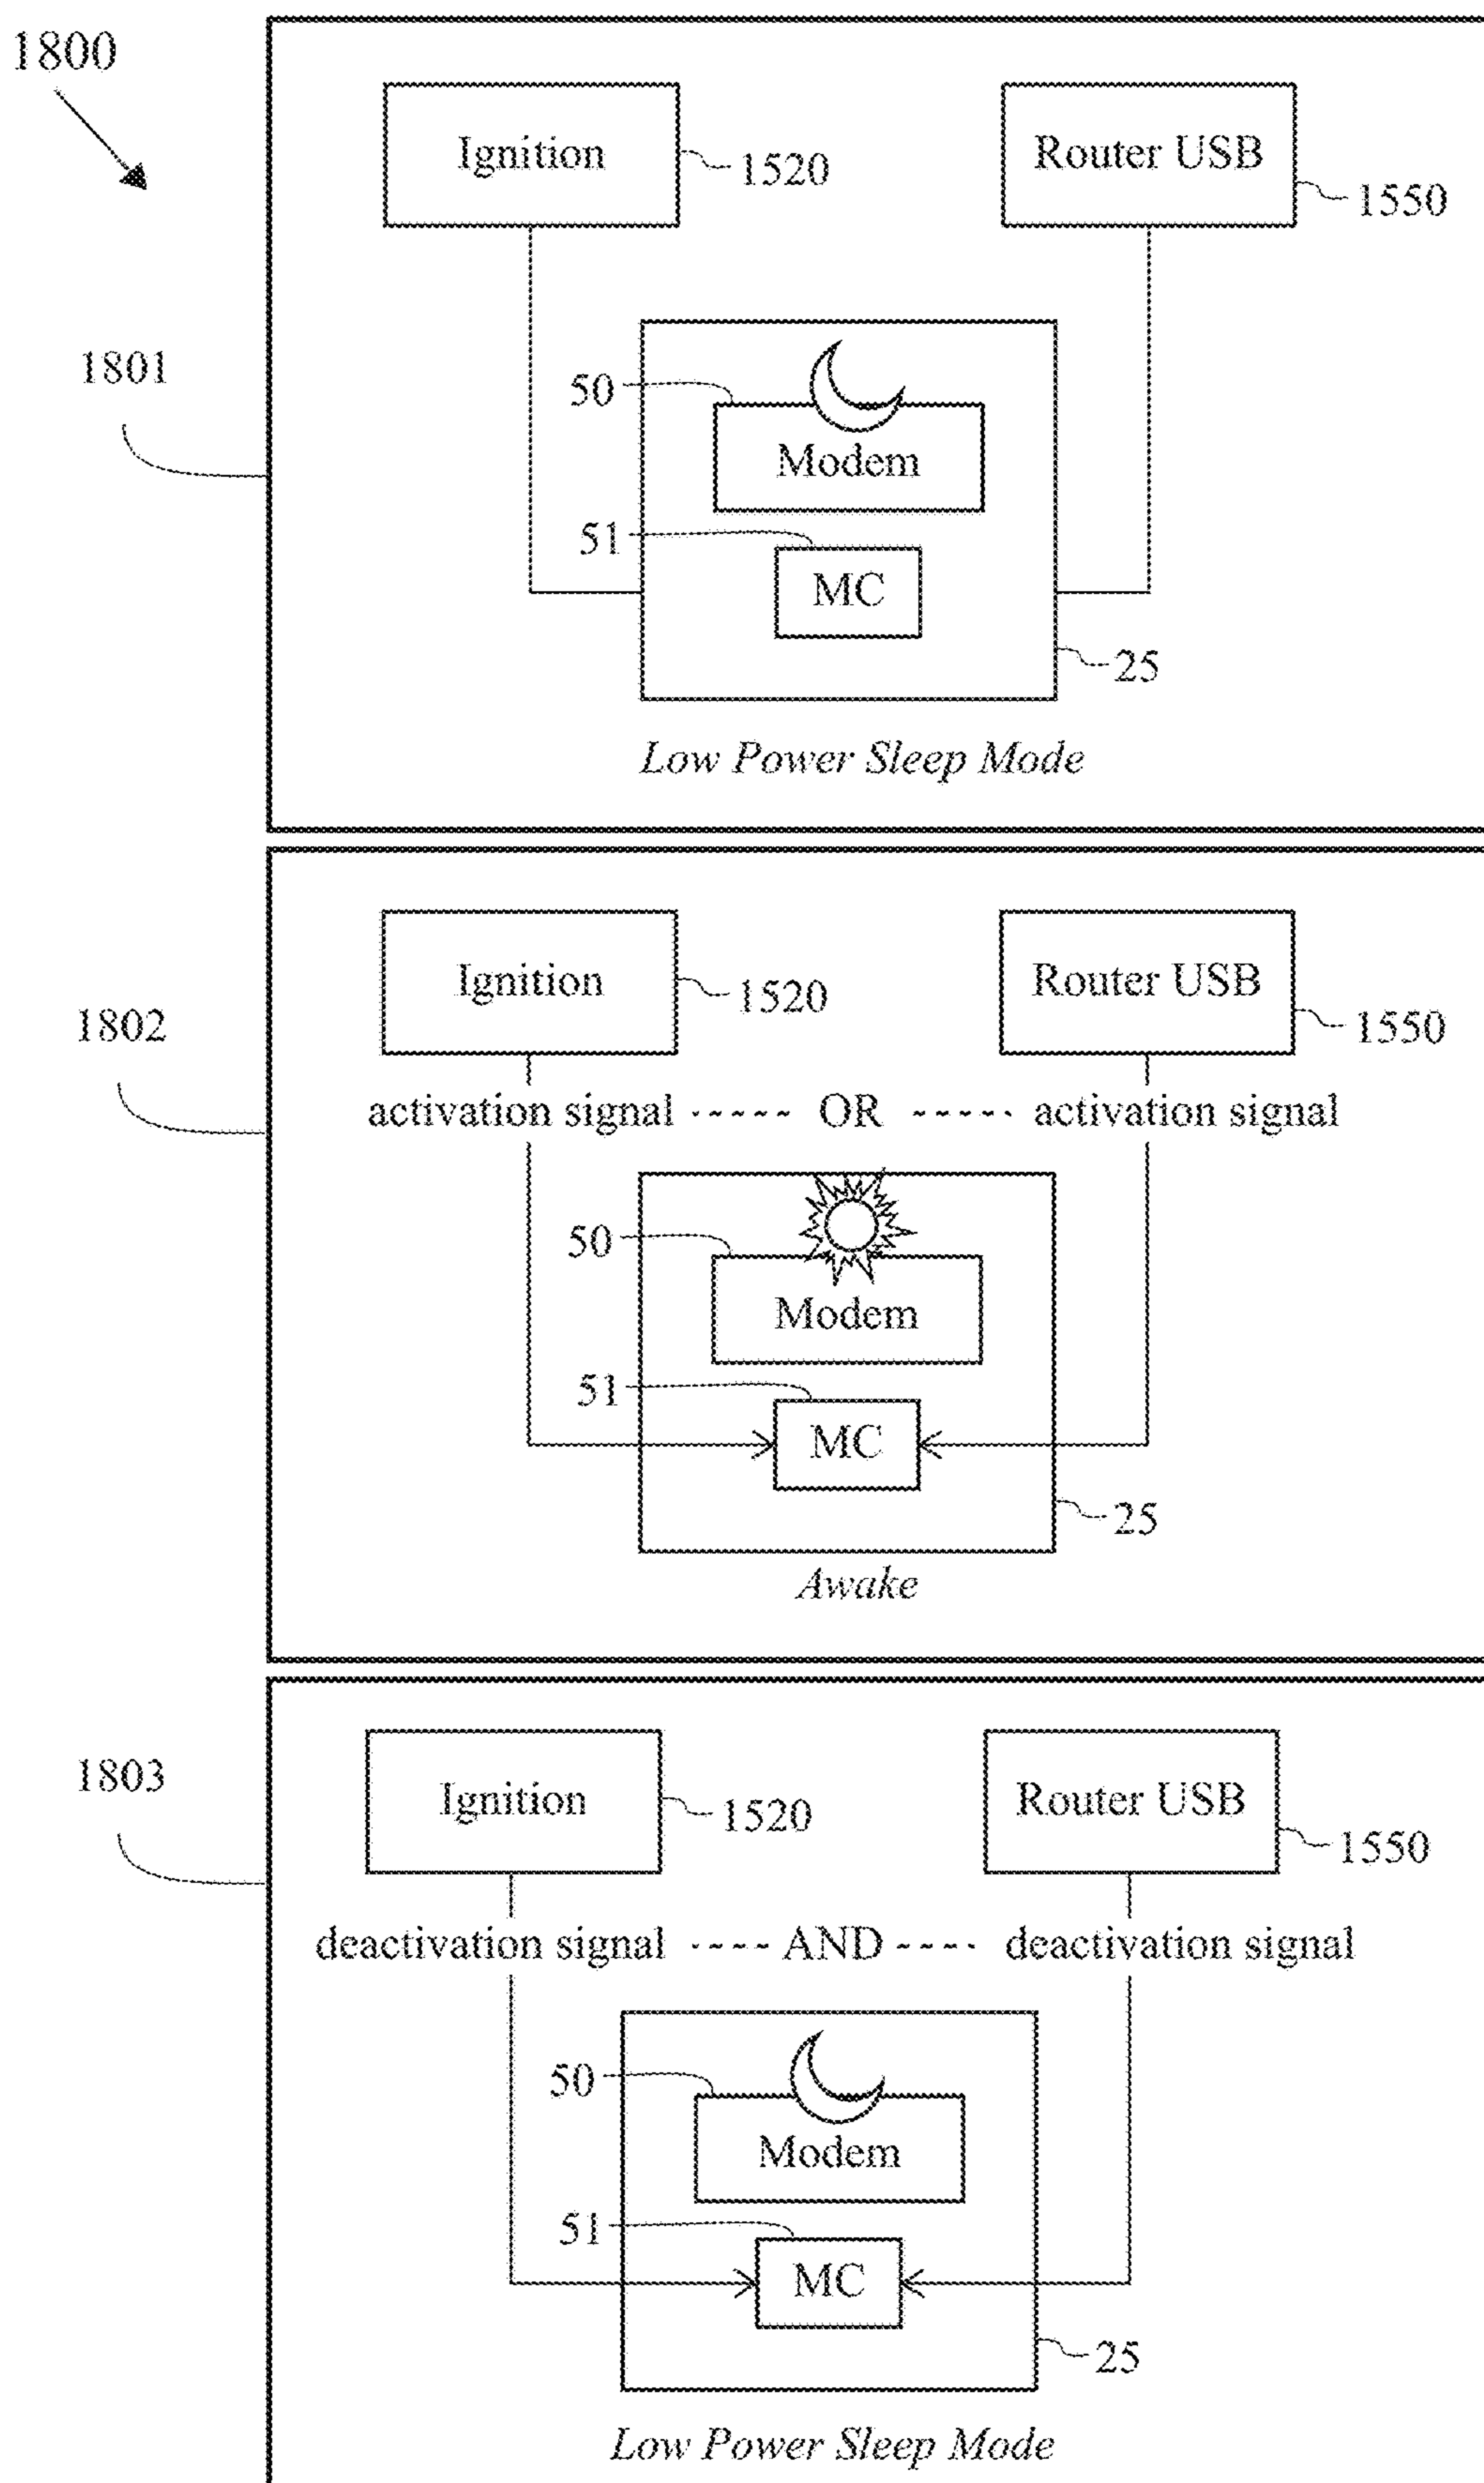 1800
Ignition
1520
Router USB
1550
1801
50
Modem
51
MC
25
Low Power Sleep Mode
Ignition
1520
Router USB
1550
1802
activation signal ----- OR ----- activation signal
50
Modem
51
MC
25
Awake
Ignition
1520
Router USB
1550
1803
deactivation signal ---- AND ---- deactivation signal
50
Modem
51
MC
25
Low Power Sleep Mode